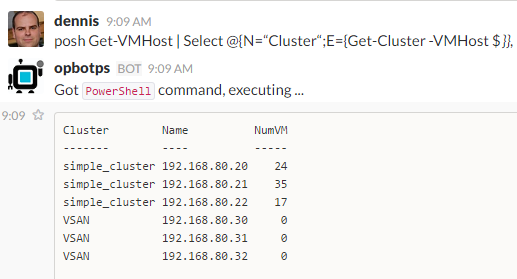 dennis 9:09 AM
posh Get-VMHost | Select @{N=“Cluster“;E={Get-Cluster -VMHost $}},
opbotps BOT 9:09 AM
Got PowerShell command, executing ...
9:09
Cluster Name NumVM
------- ---- -----
simple_cluster 192.168.80.20 24
simple_cluster 192.168.80.21 35
simple_cluster 192.168.80.22 17
VSAN 192.168.80.30 0
VSAN 192.168.80.31 0
VSAN 192.168.80.32 0